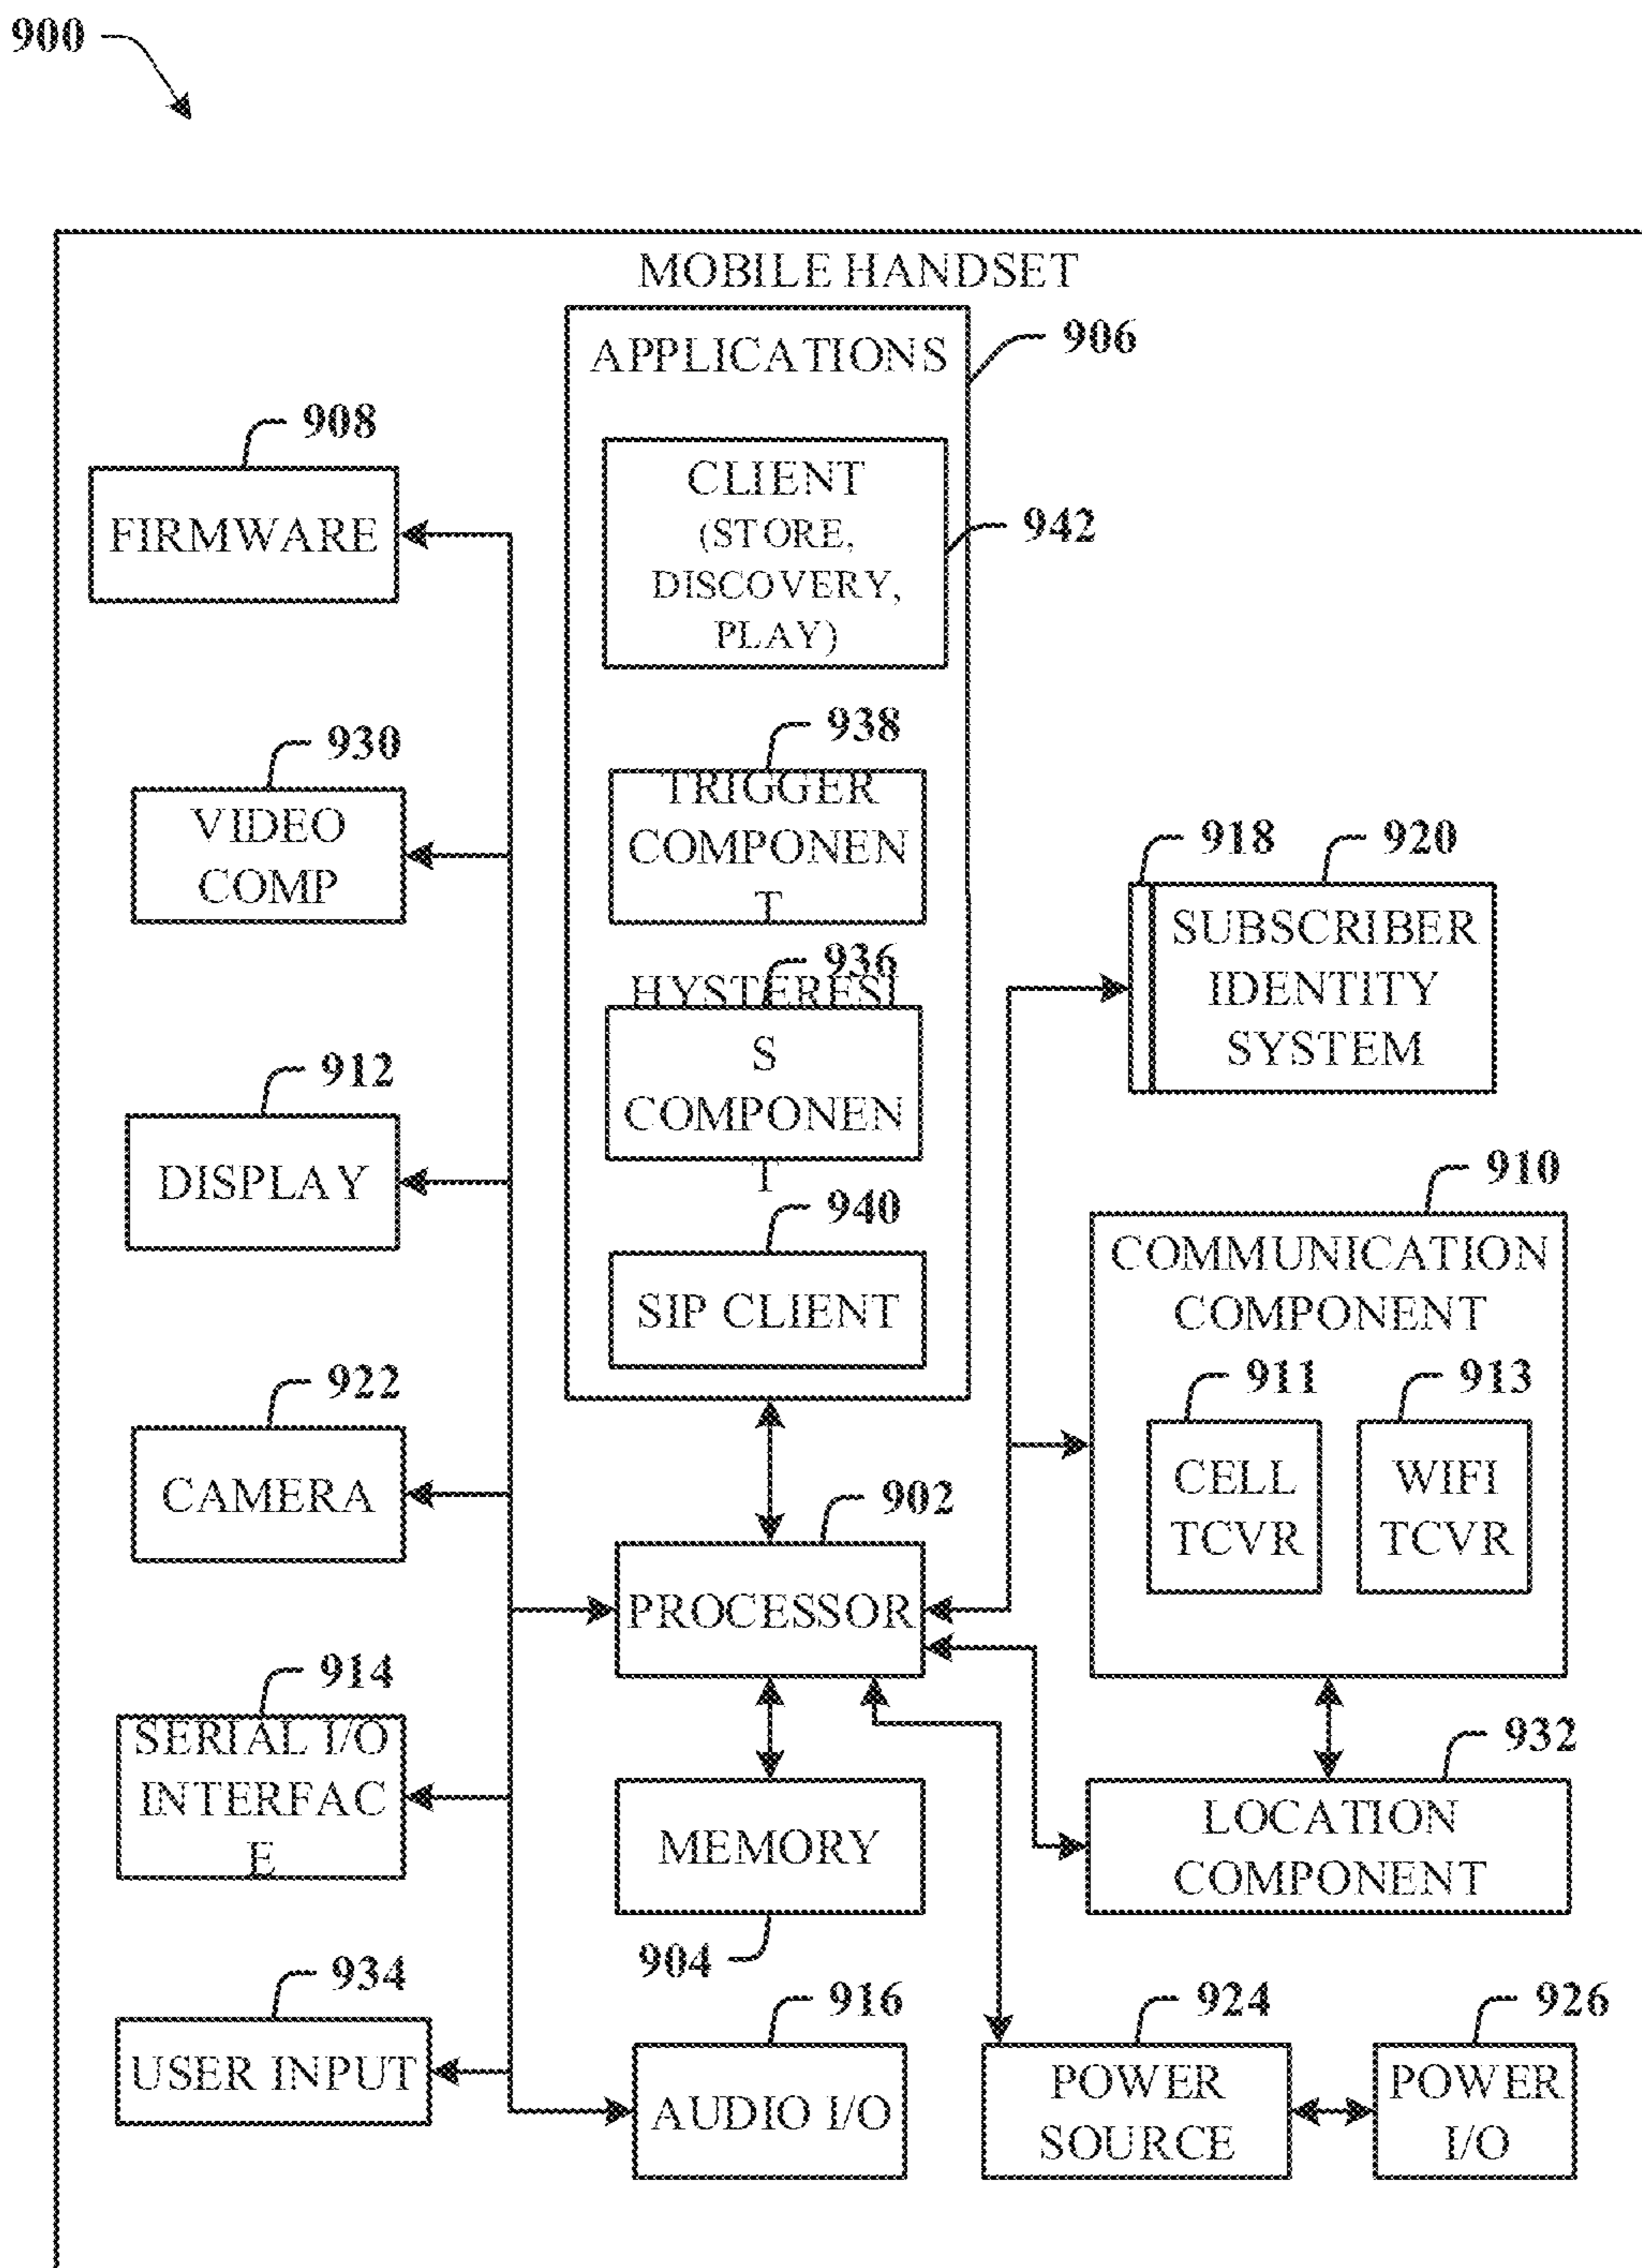 900
MOBILE HANDSET
APPLICATIONS
906
CLIENT
(STORE,
DISCOVERY,
PLAY)
942
938
TRIGGER
COMPONEN
T
936
HYSTERESI
S
COMPONEN
T
940
SIP CLIENT
908
FIRMWARE
930
VIDEO
COMP
912
DISPLAY
922
CAMERA
914
SERIAL I/O
INTERFAC
E
934
USER INPUT
902
PROCESSOR
MEMORY
904
916
AUDIO I/O
918
920
SUBSCRIBER
IDENTITY
SYSTEM
910
COMMUNICATION
COMPONENT
911
CELL
TCVR
913
WIFI
TCVR
932
LOCATION
COMPONENT
924
POWER
SOURCE
926
POWER
I/O